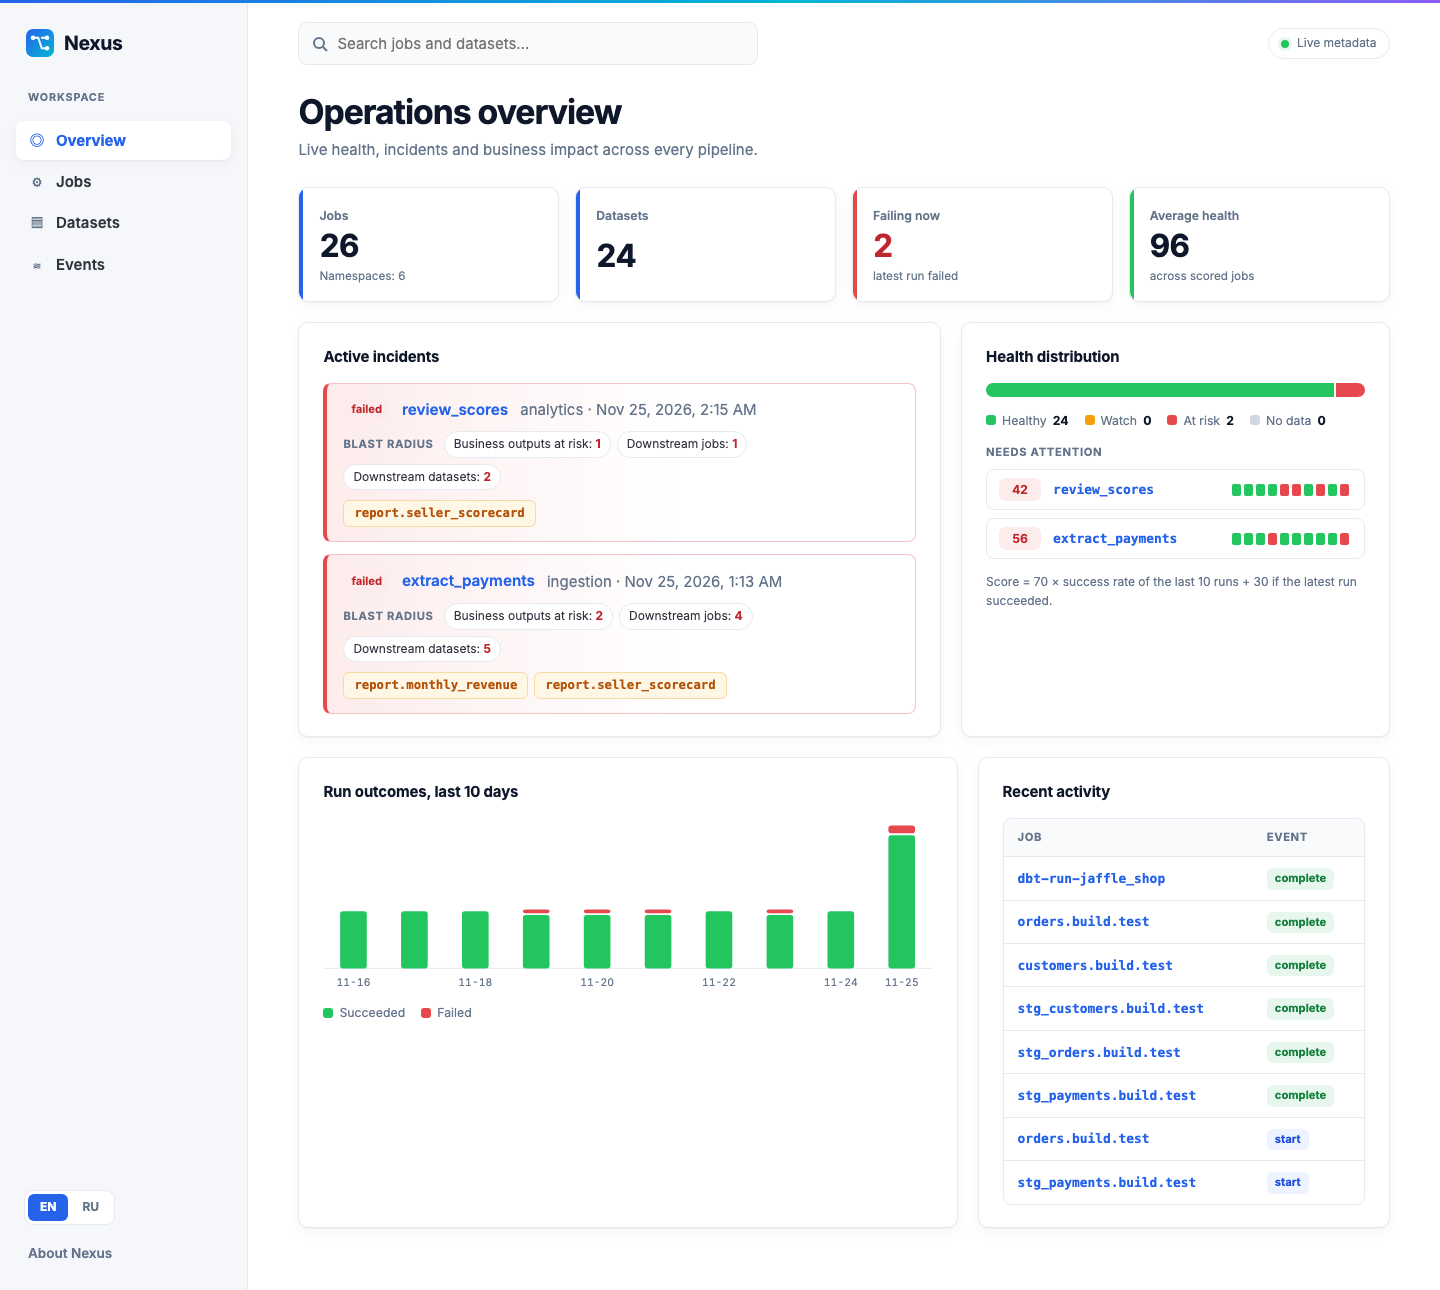 Nexus
Search jobs and datasets...
Live metadata
WORKSPACE
Overview
Jobs
Datasets
Events
Operations overview
Live health, incidents and business impact across every pipeline.
Jobs
26
Namespaces: 6
Datasets
24
Failing now
2
latest run failed
Average health
96
across scored jobs
Active incidents
failed review_scores analytics · Nov 25, 2026, 2:15 AM
BLAST RADIUS Business outputs at risk: 1 Downstream jobs: 1
Downstream datasets: 2
report.seller_scorecard
failed extract_payments ingestion · Nov 25, 2026, 1:13 AM
BLAST RADIUS Business outputs at risk: 2 Downstream jobs: 4
Downstream datasets: 5
report.monthly_revenue report.seller_scorecard
Health distribution
Healthy 24 Watch 0 At risk 2 No data 0
NEEDS ATTENTION
42 review_scores
56 extract_payments
Score = 70 × success rate of the last 10 runs + 30 if the latest run
succeeded.
Run outcomes, last 10 days
11-16 11-18 11-20 11-22 11-24 11-25
Succeeded Failed
Recent activity
JOB EVENT
dbt-run-jaffle_shop complete
orders.build.test complete
customers.build.test complete
stg_customers.build.test complete
stg_orders.build.test complete
stg_payments.build.test complete
orders.build.test start
stg_payments.build.test start
EN RU
About Nexus